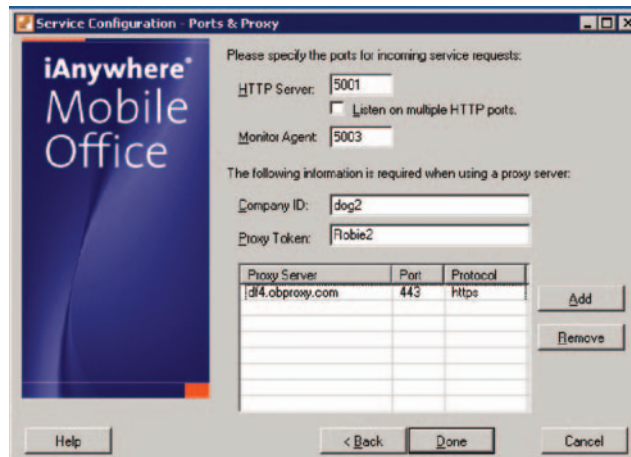 Service Configuration - Ports & Proxy
iAnywhere®
Mobile
Office
Please specify the ports for incoming service requests:
HTTP Server: 5001
Listen on multiple HTTP ports.
Monitor Agent: 5003
The following information is required when using a proxy server:
Company ID: dog2
Proxy Token: Robie2
Proxy Server Port Protocol
df4.obproxy.com 443 https
Add
Remove
Help < Back Done Cancel